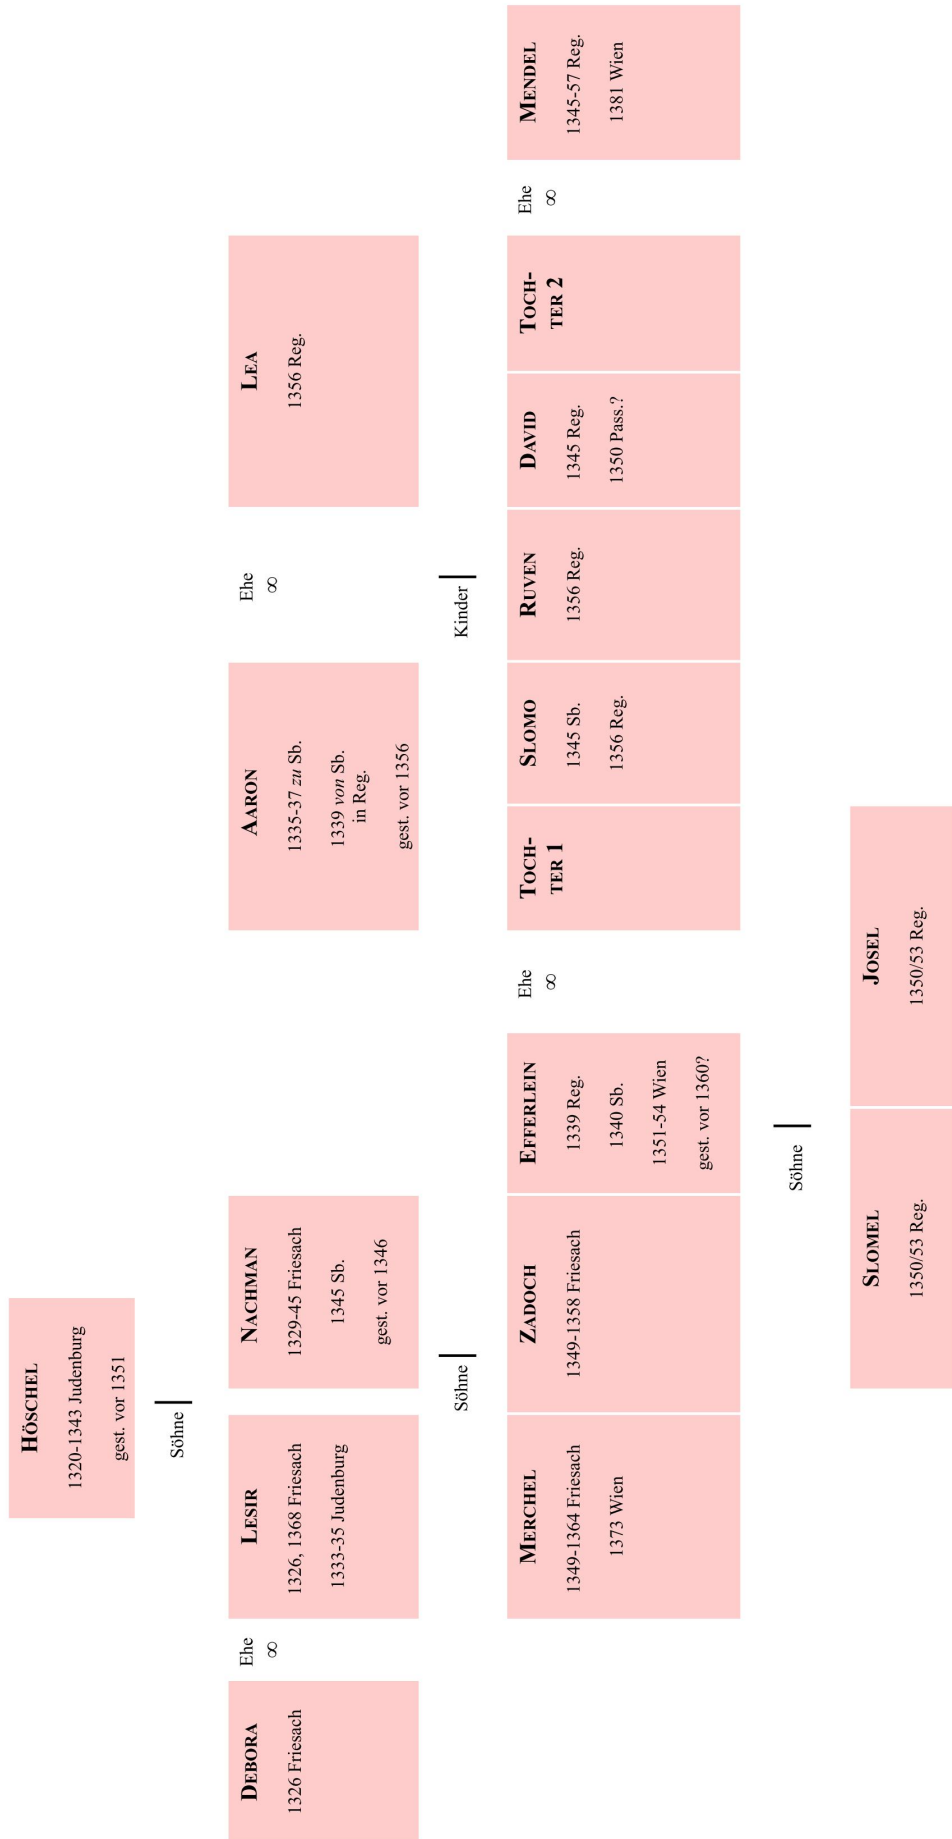 HÖSCHEL
1320-1343 Judenburg
gest. vor 1351
Söhne
DEBORA
1326 Friesach
Ehe
∞
LESIR
1326, 1368 Friesach
1333-35 Judenburg
NACHMAN
1329-45 Friesach
1345 Sb.
gest. vor 1346
AARON
1335-37 zu Sb.
1339 von Sb.
in Reg.
gest. vor 1356
Ehe
∞
LEA
1356 Reg.
Söhne
Kinder
MERCHEL
1349-1364 Friesach
1373 Wien
ZADOCH
1349-1358 Friesach
EFFERLEIN
1339 Reg.
1340 Sb.
1351-54 Wien
gest. vor 1360?
Ehe
∞
TOCH-
TER 1
SLOMO
1345 Sb.
1356 Reg.
RUVEN
1356 Reg.
DAVID
1345 Reg.
1350 Pass.?
TOCH-
TER 2
Ehe
∞
MENDEL
1345-57 Reg.
1381 Wien
Söhne
SLOMEL
1350/53 Reg.
JOSEL
1350/53 Reg.